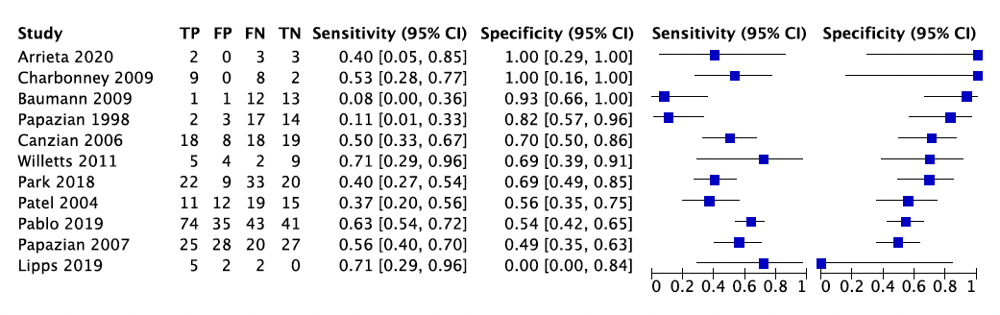 Study TP FP FN TN Sensitivity (95% CI) Specificity (95% CI) Sensitivity (95% CI) Specificity (95% CI)
Arrieta 2020 2 0 3 3 0.40 [0.05, 0.85] 1.00 [0.29, 1.00]
Charbonney 2009 9 0 8 2 0.53 [0.28, 0.77] 1.00 [0.16, 1.00]
Baumann 2009 1 1 12 13 0.08 [0.00, 0.36] 0.93 [0.66, 1.00]
Papazian 1998 2 3 17 14 0.11 [0.01, 0.33] 0.82 [0.57, 0.96]
Canzian 2006 18 8 18 19 0.50 [0.33, 0.67] 0.70 [0.50, 0.86]
Willetts 2011 5 4 2 9 0.71 [0.29, 0.96] 0.69 [0.39, 0.91]
Park 2018 22 9 33 20 0.40 [0.27, 0.54] 0.69 [0.49, 0.85]
Patel 2004 11 12 19 15 0.37 [0.20, 0.56] 0.56 [0.35, 0.75]
Pablo 2019 74 35 43 41 0.63 [0.54, 0.72] 0.54 [0.42, 0.65]
Papazian 2007 25 28 20 27 0.56 [0.40, 0.70] 0.49 [0.35, 0.63]
Lipps 2019 5 2 2 0 0.71 [0.29, 0.96] 0.00 [0.00, 0.84]
0 0.2 0.4 0.6 0.8 1 0 0.2 0.4 0.6 0.8 1